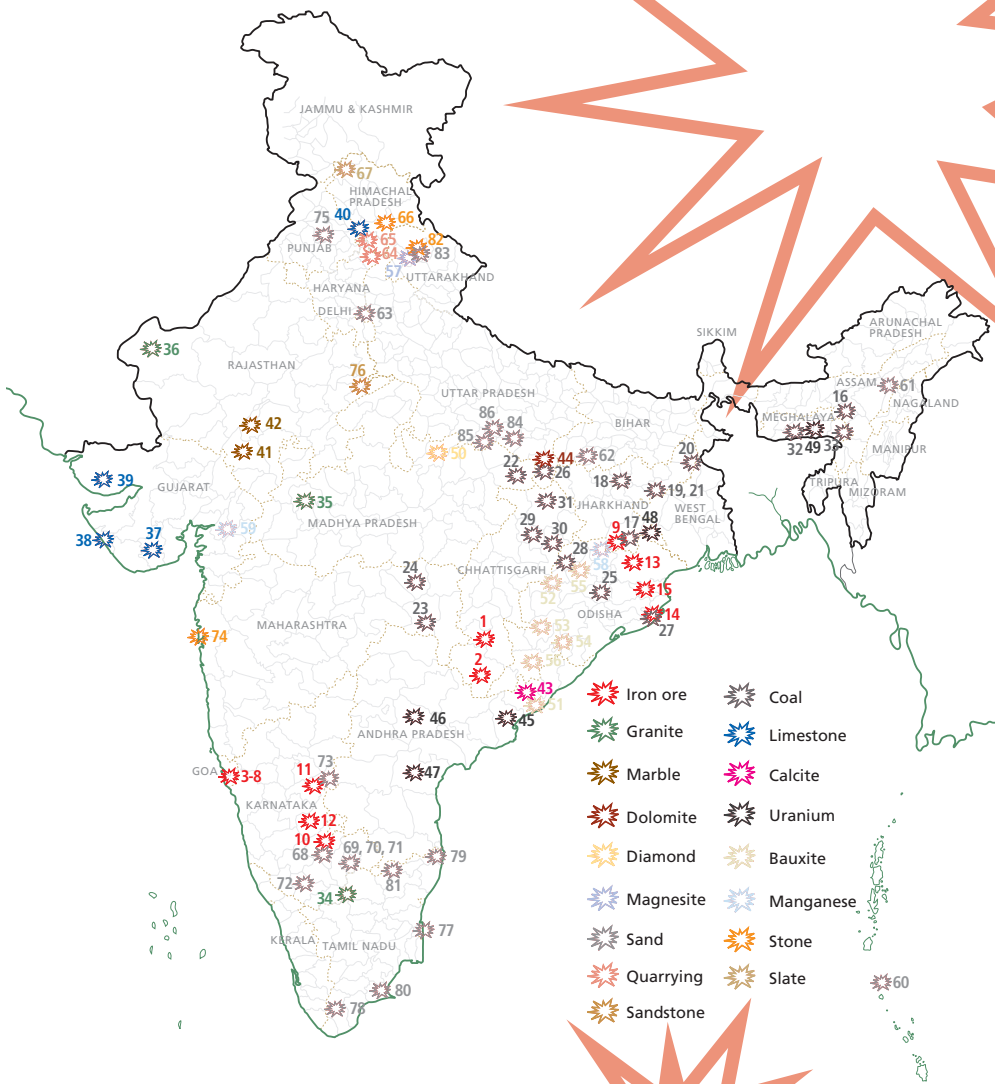 JAMMU & KASHMIR
67
HIMACHAL
PRADESH
75
40
66
65
82
PUNJAB
64
83
57
UTTARAKHAND
HARYANA
DELHI
63
SIKKIM
ARUNACHAL
PRADESH
36
RAJASTHAN
76
UTTAR PRADESH
ASSAM
61
16
NAGALAND
MEGHALAYA
42
86
84
BIHAR
85
41
50
44
62
20
32
49
33
MANIPUR
39
GUJARAT
22
26
18
19, 21
TRIPURA
MIZORAM
35
31
JHARKHAND
WEST
BENGAL
MADHYA PRADESH
59
29
30
9
17
48
38
37
28
58
13
CHHATTISGARH
24
55
52
25
15
23
ODISHA
14
27
MAHARASHTRA
1
53
54
74
2
56
43
51
Iron ore
Coal
46
45
Granite
Limestone
ANDHRA PRADESH
GOA
3-8
11
73
47
Marble
Calcite
KARNATAKA
12
Dolomite
Uranium
10
68
69, 70, 71
79
Diamond
Bauxite
72
34
81
Magnesite
Manganese
77
Sand
Stone
KERALA
TAMIL NADU
Quarrying
Slate
60
80
78
Sandstone